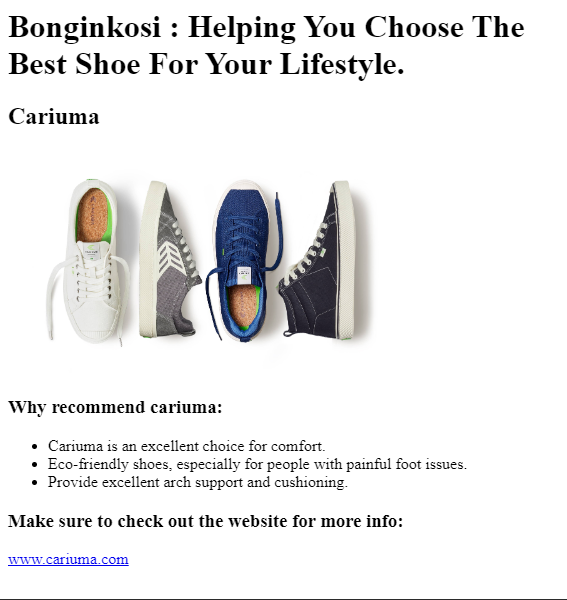 Bonginkosi : Helping You Choose The
Best Shoe For Your Lifestyle.
Cariuma
Why recommend cariuma:
Cariuma is an excellent choice for comfort.
Eco-friendly shoes, especially for people with painful foot issues.
Provide excellent arch support and cushioning.
Make sure to check out the website for more info:
www.cariuma.com